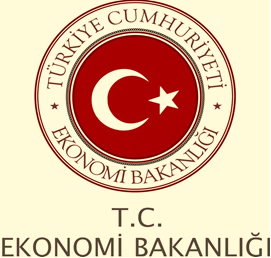 TÜRKİYE CUMHURİYETİ
EKONOMİ BAKANLIĞI
T.C.
EKONOMİ BAKANLIĞI